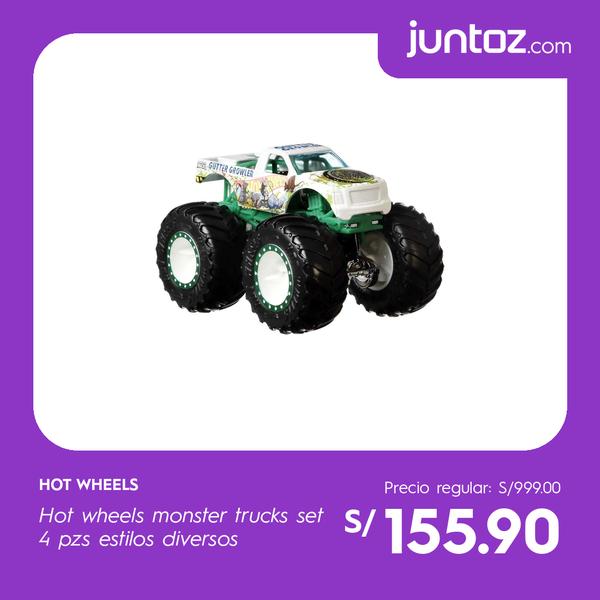 juntoz.com
GUTTER GROWLER
HOT WHEELS
Hot wheels monster trucks set
4 pzs estilos diversos
Precio regular: S/999.00
S/ 155.90